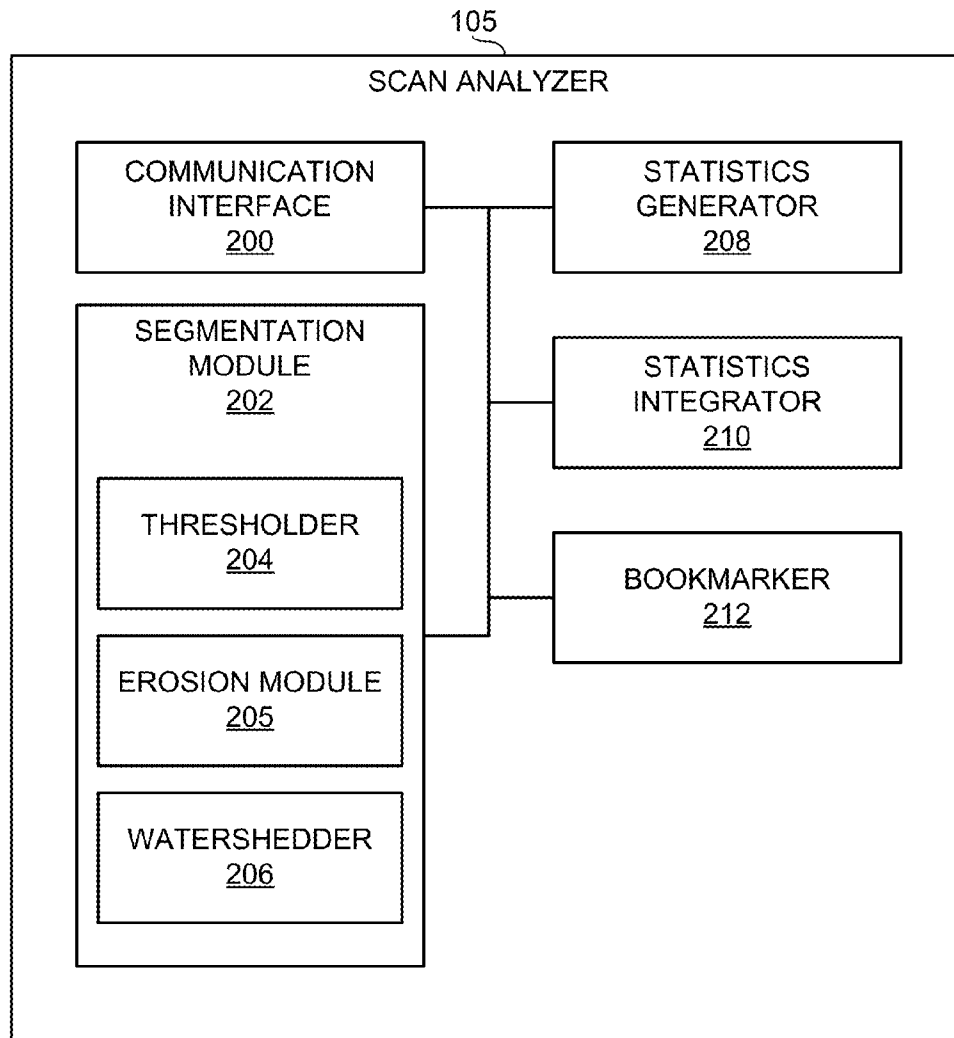 105
SCAN ANALYZER
COMMUNICATION
INTERFACE
200
SEGMENTATION
MODULE
202
THRESHOLDER
204
EROSION MODULE
205
WATERSHEDDER
206
STATISTICS
GENERATOR
208
STATISTICS
INTEGRATOR
210
BOOKMARKER
212